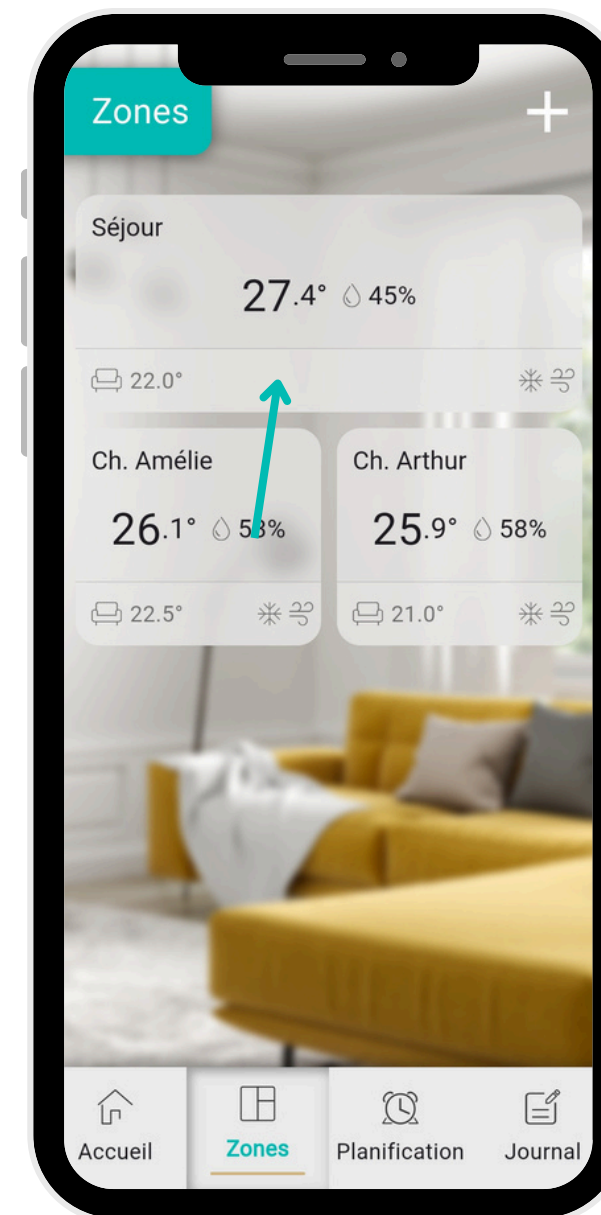 Zones
Séjour
27.4° 45%
22.0°
Ch. Amélie
26.1° 53%
22.5°
Ch. Arthur
25.9° 58%
21.0°
Accueil
Zones
Planification
Journal